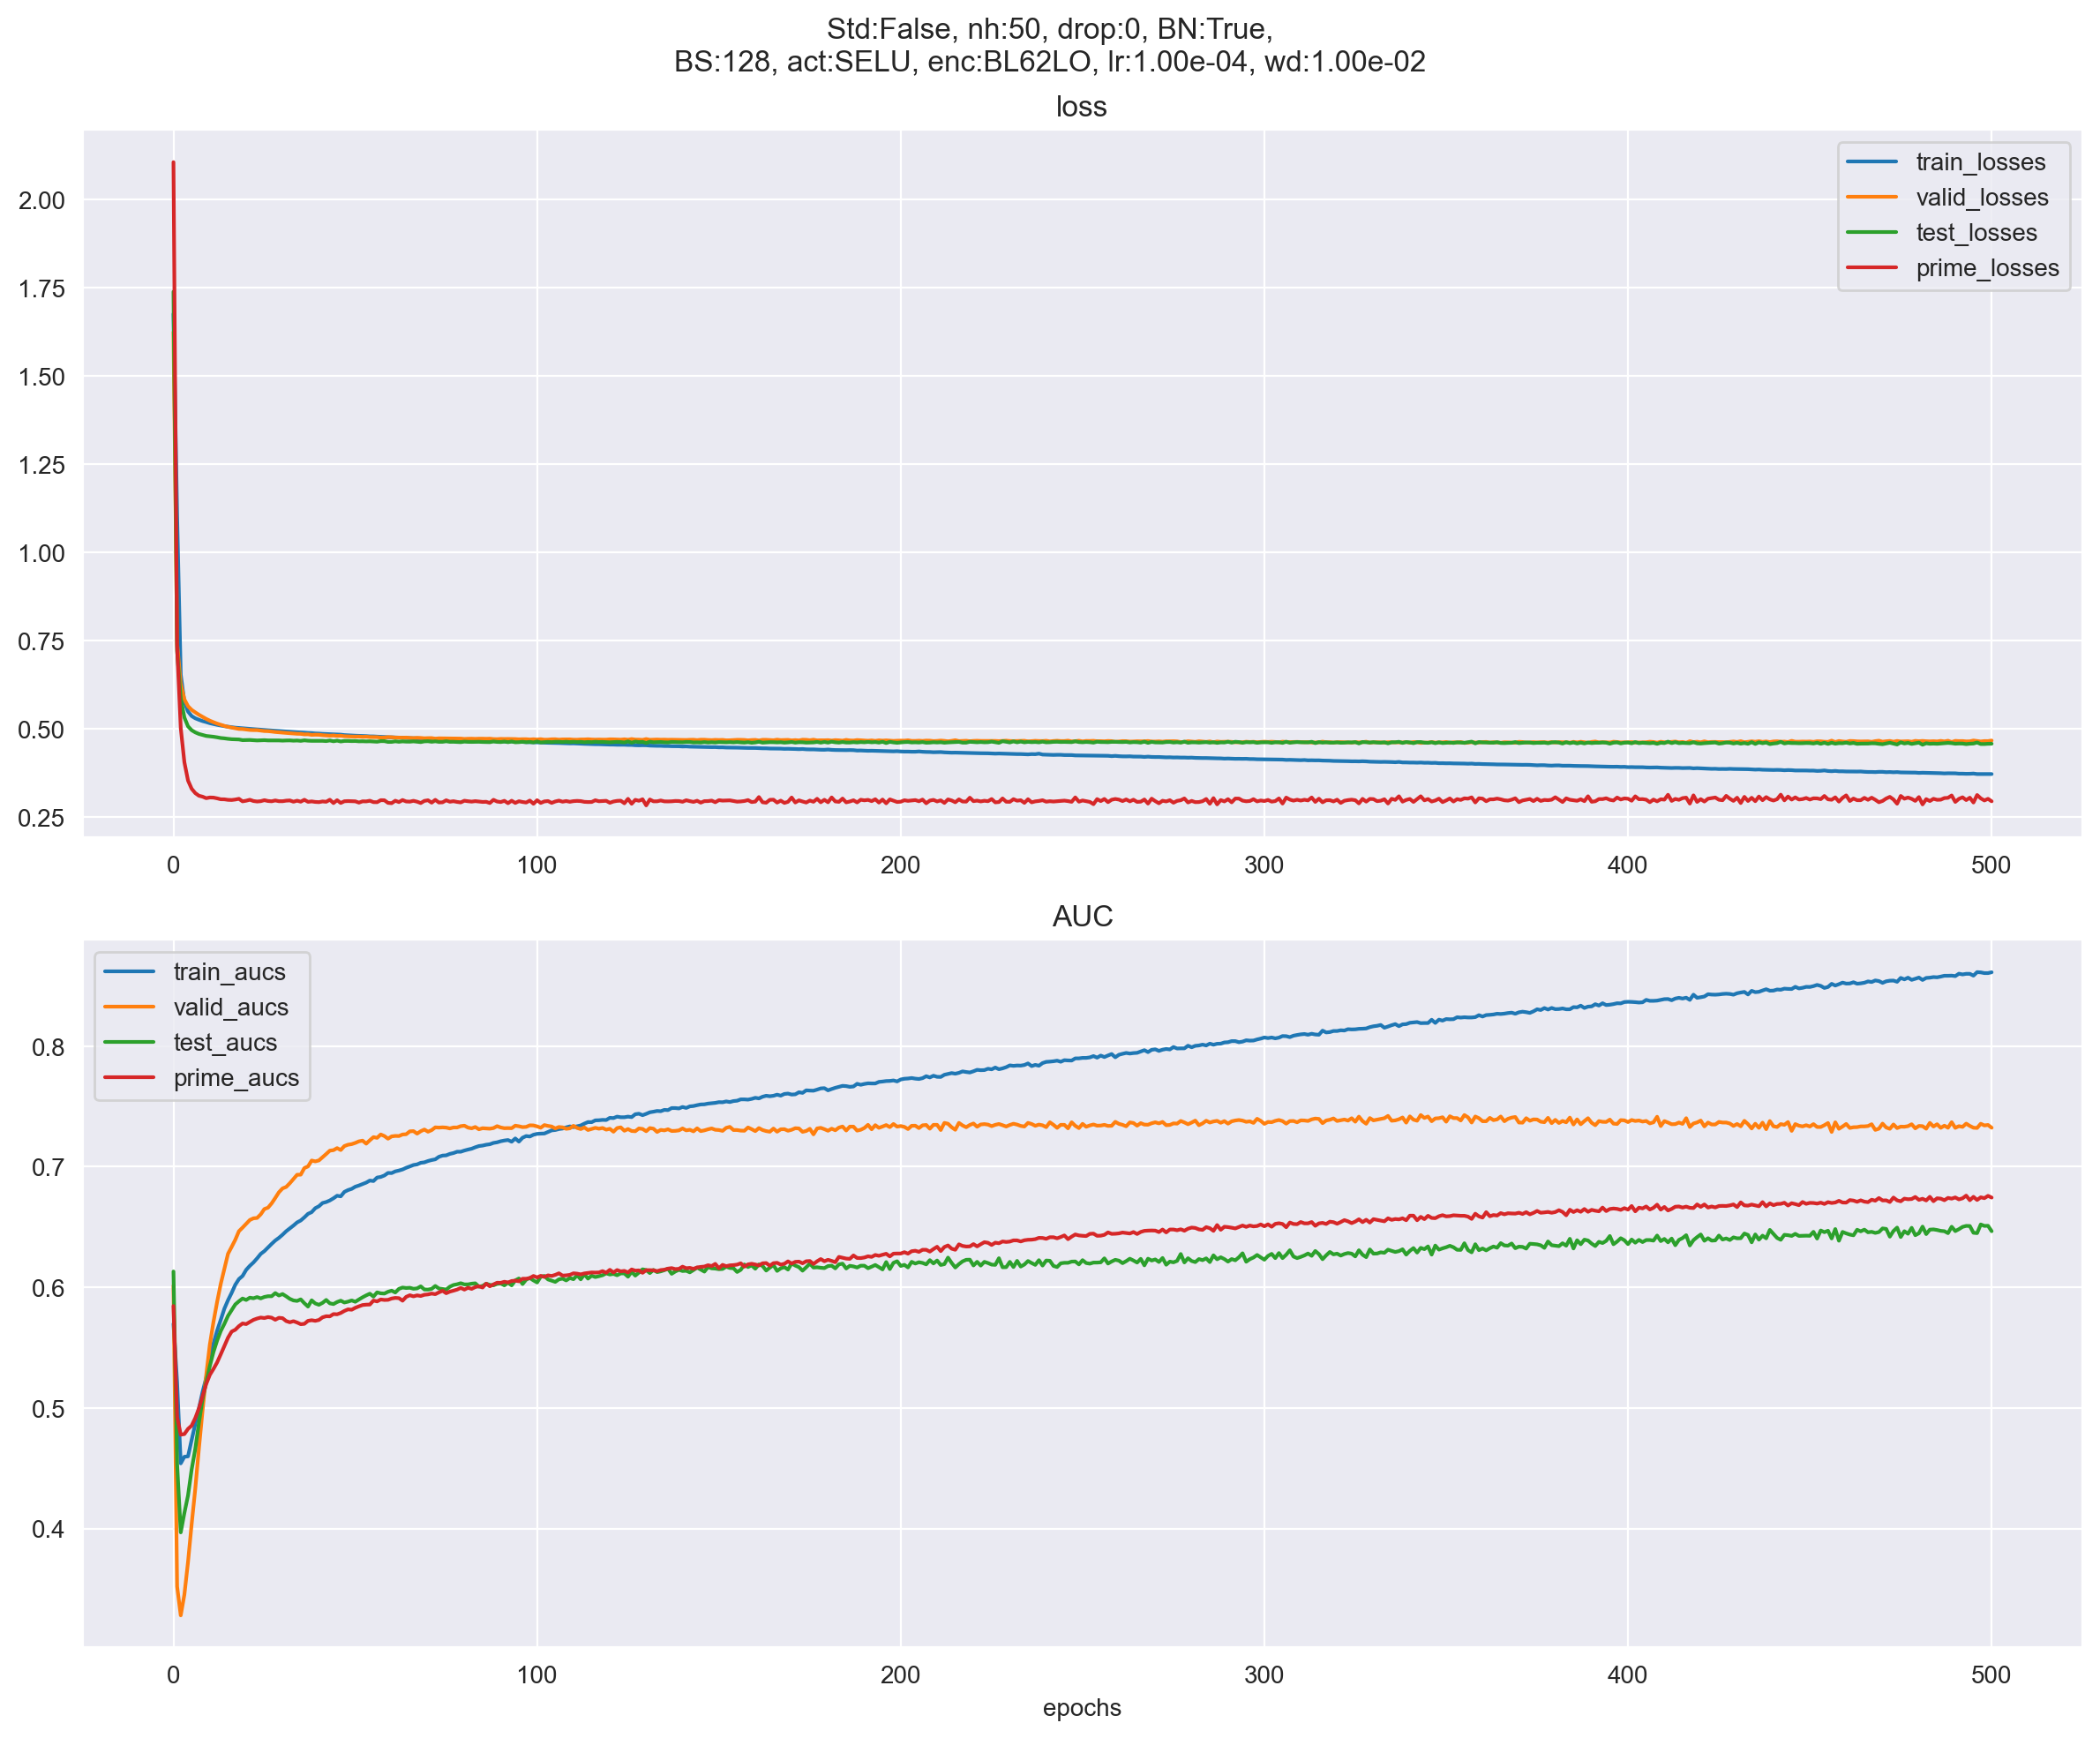 Std:False, nh:50, drop:0, BN:True,
BS:128, act:SELU, enc:BL62LO, lr:1.00e-04, wd:1.00e-02
loss
train_losses
valid_losses
test_losses
prime_losses
2.00
1.75
1.50
1.25
1.00
0.75
0.50
0.25
0 100 200 300 400 500
AUC
train_aucs
valid_aucs
test_aucs
prime_aucs
0.8
0.7
0.6
0.5
0.4
0 100 200 300 400 500
epochs